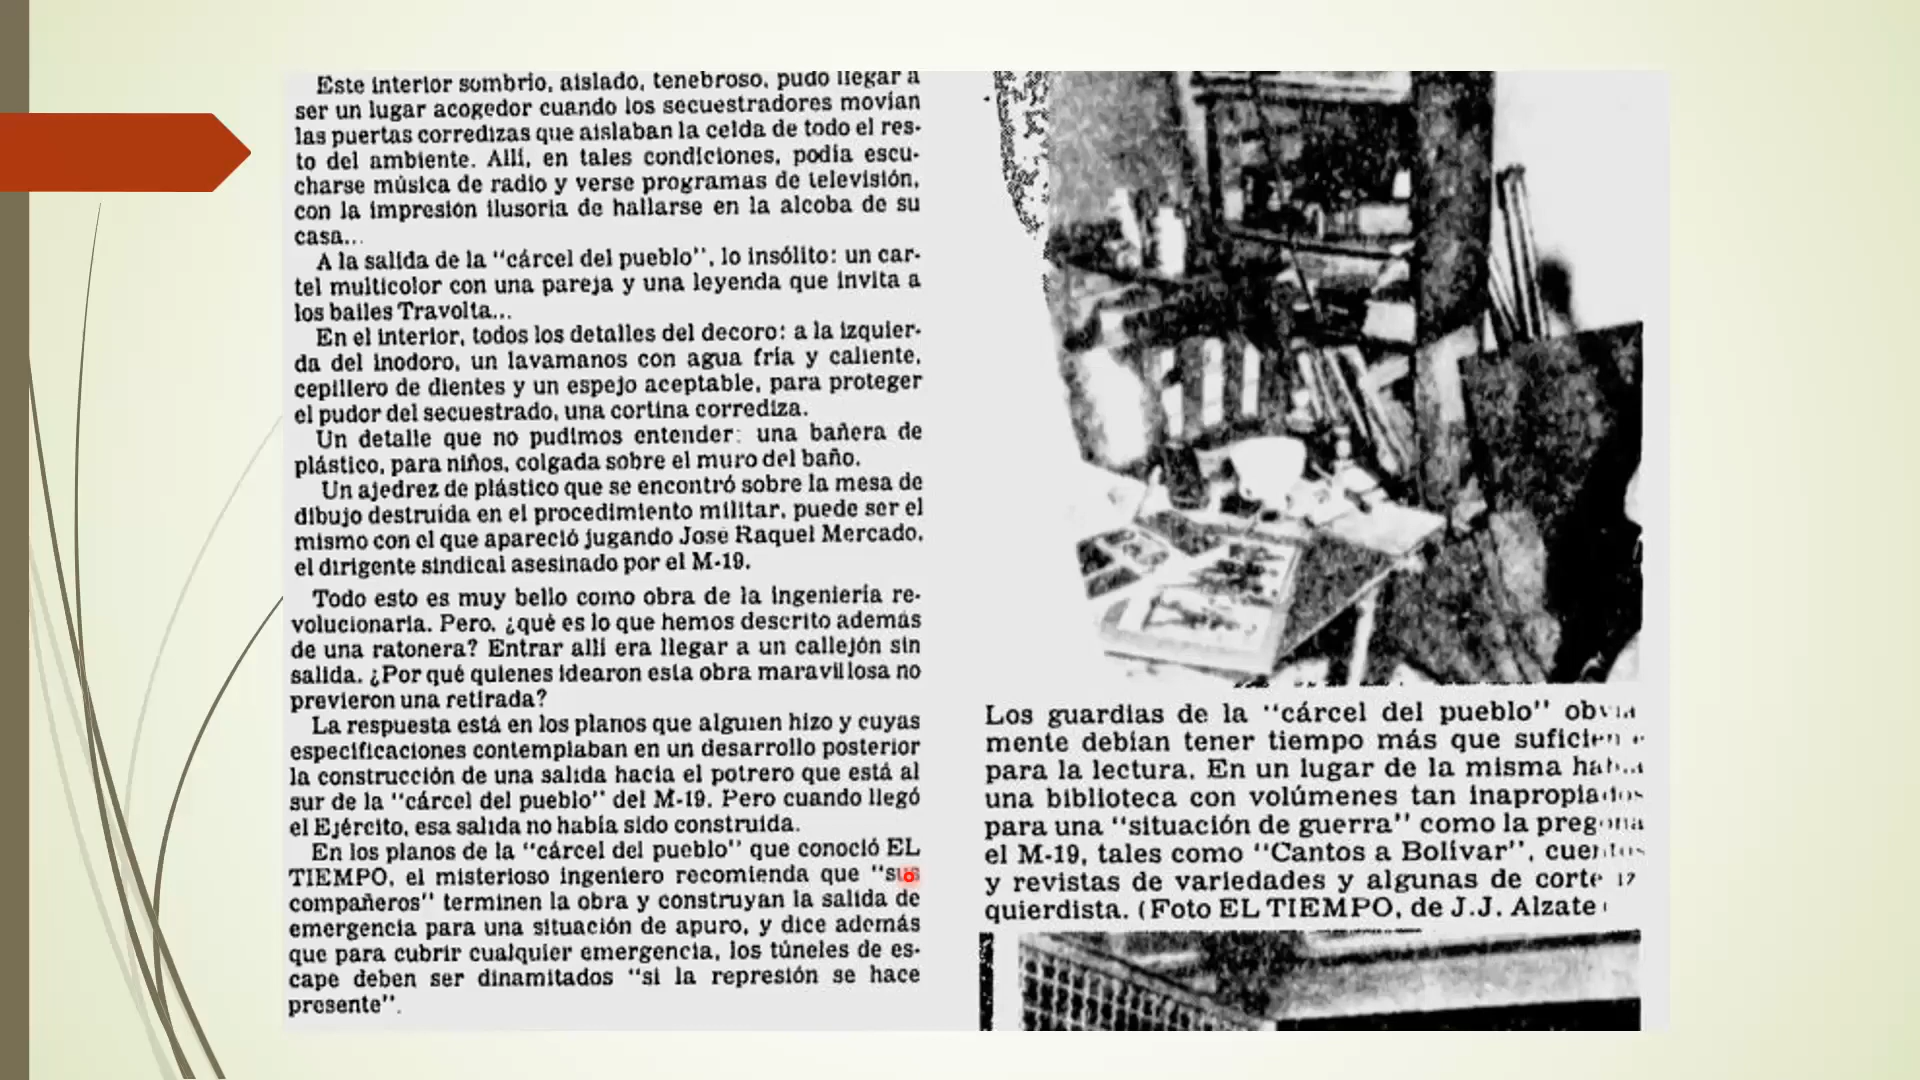 Este interior sombrio, aislado, tenebroso, pudo llegar a
ser un lugar acogedor cuando los secuestradores movian
las puertas corredizas que aislaban la celda de todo el res-
to del ambiente. Allí, en tales condiciones, podía escu-
charse música de radio y verse programas de televisión,
con la impresión ilusoria de hallarse en la alcoba de su
casa...
A la salida de la "cárcel del pueblo", lo insólito: un car-
tel multicolor con una pareja y una leyenda que invita a
los bailes Travolta...
En el interior, todos los detalles del decoro: a la izquier-
da del inodoro, un lavamanos con agua fría y caliente,
cepillero de dientes y un espejo aceptable, para proteger
el pudor del secuestrado, una cortina corrediza.
Un detalle que no pudimos entender: una bañera de
plástico, para niños, colgada sobre el muro del baño.
Un ajedrez de plástico que se encontró sobre la mesa de
dibujo destruida en el procedimiento militar, puede ser el
mismo con el que apareció jugando José Raquel Mercado,
el dirigente sindical asesinado por el M-19.
Todo esto es muy bello como obra de la ingeniería re-
volucionaria. Pero, ¿qué es lo que hemos descrito además
de una ratonera? Entrar allí era llegar a un callejón sin
salida. ¿Por qué quienes idearon esta obra maravillosa no
previeron una retirada?
La respuesta está en los planos que alguien hizo y cuyas
especificaciones contemplaban en un desarrollo posterior
la construcción de una salida hacia el potrero que está al
sur de la "cárcel del pueblo" del M-19. Pero cuando llegó
el Ejército, esa salida no había sido construida.
En los planos de la "cárcel del pueblo" que conoció EL
TIEMPO, el misterioso ingeniero recomienda que "sus
compañeros" terminen la obra y construyan la salida de
emergencia para una situación de apuro, y dice además
que para cubrir cualquier emergencia, los túneles de es-
cape deben ser dinamitados "si la represión se hace
presente".
Los guardias de la "cárcel del pueblo" obvia
mente debían tener tiempo más que suficien
para la lectura. En un lugar de la misma
una biblioteca con volúmenes tan inapropiados
para una "situación de guerra" como la pregona
el M-19, tales como "Cantos a Bolívar", cuentos
y revistas de variedades y algunas de corte iz
quierdista. (Foto EL TIEMPO, de J.J. Alzate